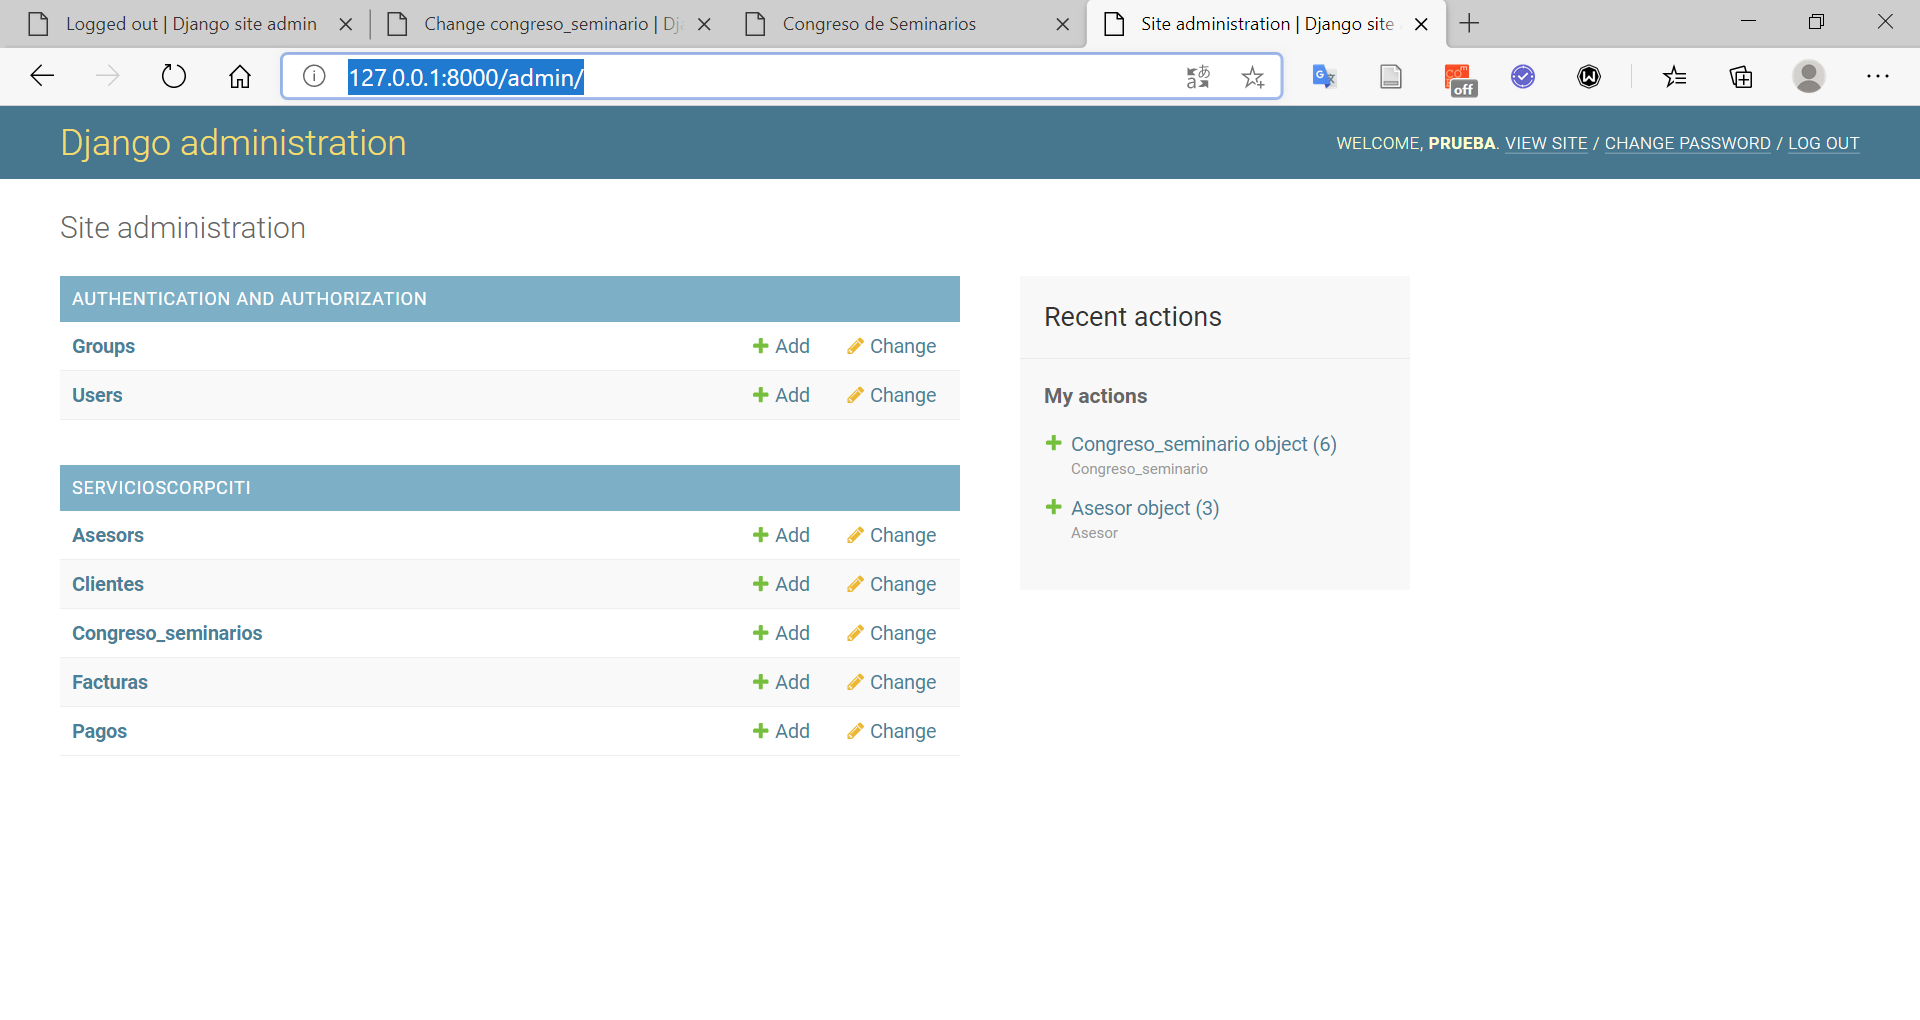 Logged out | Django site admin
Change congreso_seminario | Dj
Congreso de Seminarios
Site administration | Django site
127.0.0.1:8000/admin/
off
Django administration
WELCOME, PRUEBA. VIEW SITE / CHANGE PASSWORD / LOG OUT
Site administration
AUTHENTICATION AND AUTHORIZATION
Groups Add Change
Users Add Change
SERVICIOSCORPCITI
Asesors Add Change
Clientes Add Change
Congreso_seminarios Add Change
Facturas Add Change
Pagos Add Change
Recent actions
My actions
Congreso_seminario object (6)
Congreso_seminario
Asesor object (3)
Asesor